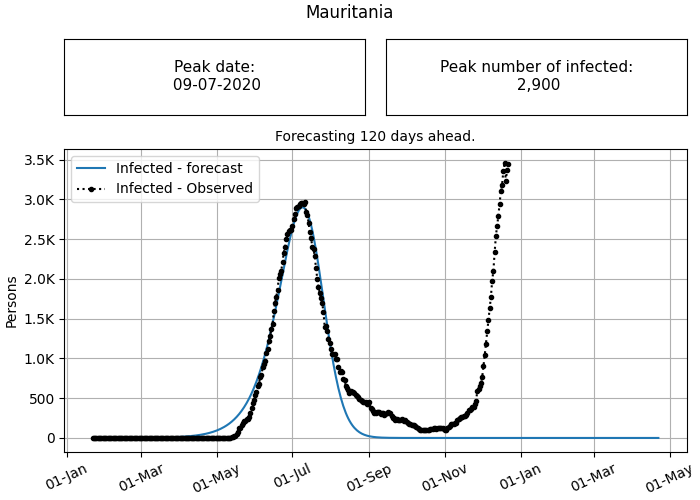 Mauritania
Peak date:
09-07-2020
Peak number of infected:
2,900
Forecasting 120 days ahead.
Infected - forecast
Infected - Observed
3.5K
3.0K
2.5K
2.0K
1.5K
1.0K
500
0
Persons
01-Jan
01-Mar
01-May
01-Jul
01-Sep
01-Nov
01-Jan
01-Mar
01-May